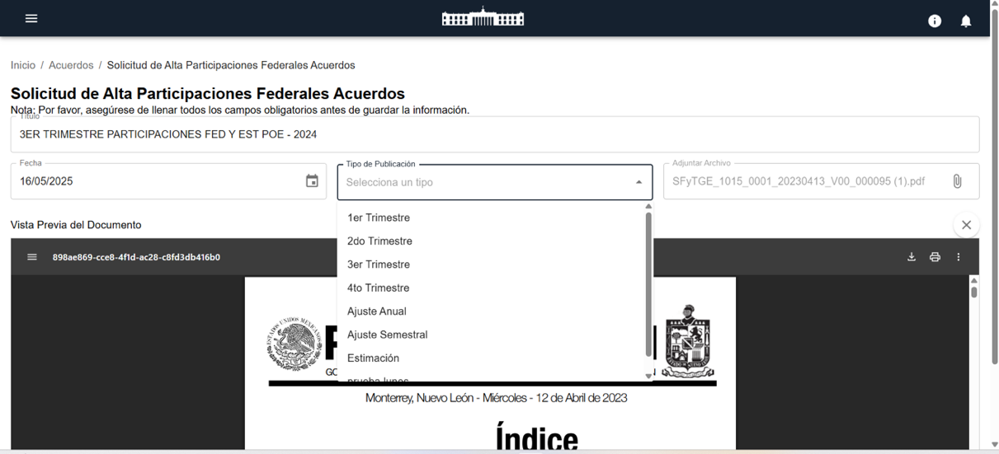 Inicio / Acuerdos / Solicitud de Alta Participaciones Federales Acuerdos
Solicitud de Alta Participaciones Federales Acuerdos
Nota: Por favor, asegúrese de llenar todos los campos obligatorios antes de guardar la información.
Título
3ER TRIMESTRE PARTICIPACIONES FED Y EST POE - 2024
Fecha
16/05/2025
Tipo de Publicación
Selecciona un tipo
Adjuntar Archivo
SFyTGE_1015_0001_20230413_V00_000095 (1).pdf
Vista Previa del Documento
1er Trimestre
2do Trimestre
3er Trimestre
4to Trimestre
Ajuste Anual
Ajuste Semestral
Estimación
prueba lunes
898ae869-cce8-4f1d-ac28-c8fd3db416b0
ESTADOS UNIDOS MEXICANOS
Monterrey, Nuevo León - Miércoles - 12 de Abril de 2023
Índice